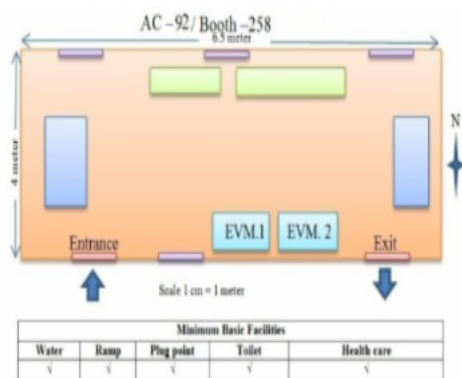 AC –92/ Booth –258
6.5 meter
4 meter
N
EVM.1 EVM. 2
Entrance Exit
Scale 1 cm = 1 meter
Minimum Basic Facilities
Water Ramp Plug point Toilet Health care
√ √ √ √ √